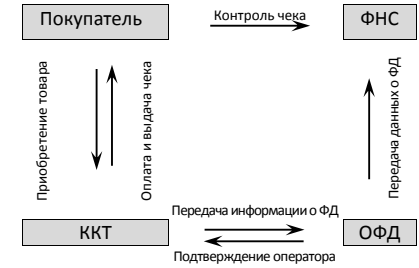 Покупатель
Контроль чека
ФНС
Приобретение товара
Оплата и выдача чека
Передача данных о ФД
Передача информации о ФД
ККТ
ОФД
Подтверждение оператора